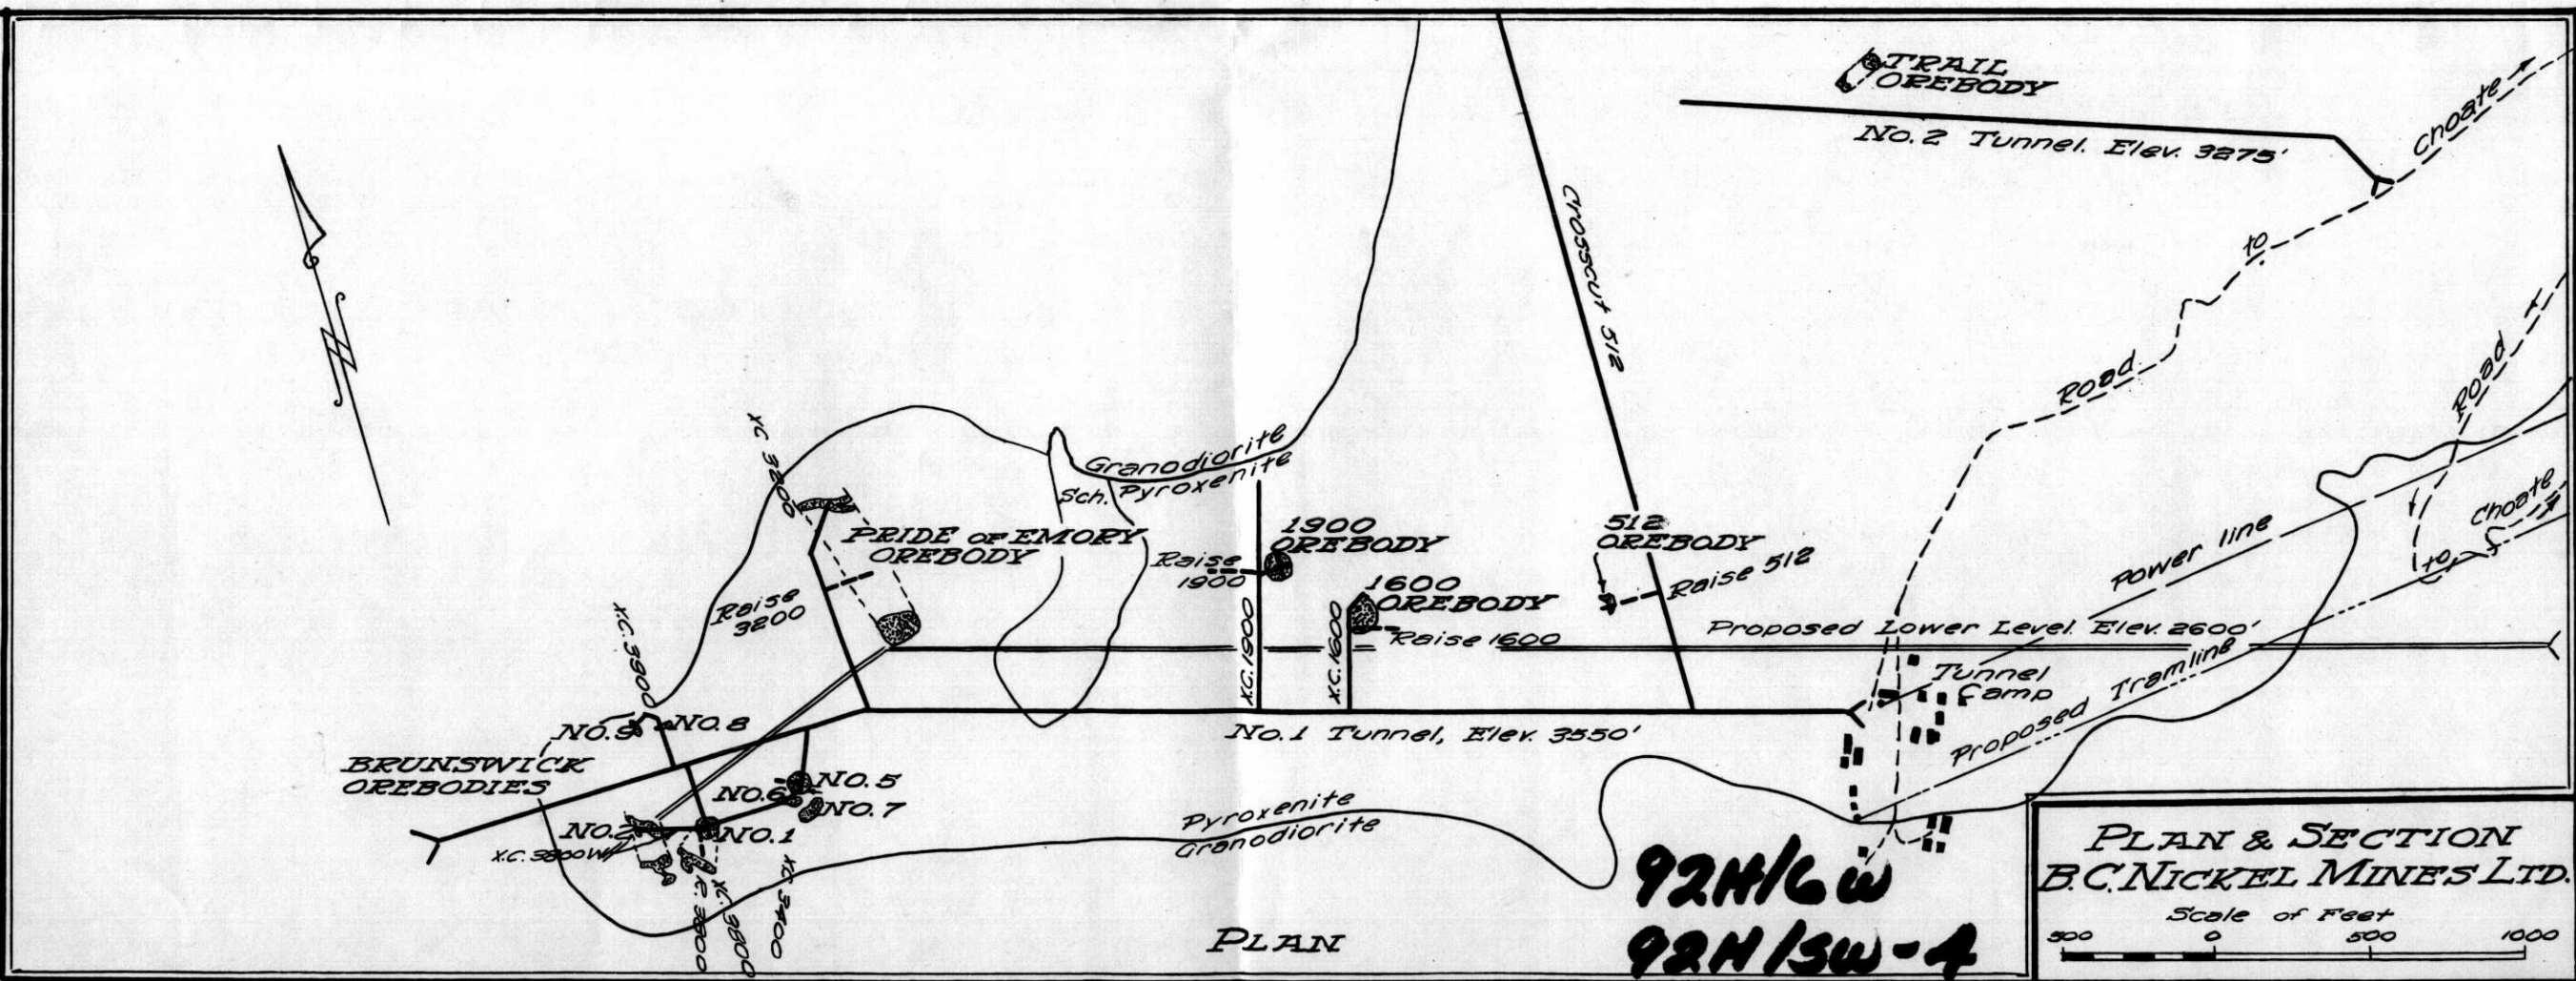 TRAIL
OREBODY
No. 2 Tunnel. Elev. 3275'
Choate
to
Road
Road
Choate
to
Crosscut 512
Granodiorite
Sch. Pyroxenite
X.C. 3200
PRIDE OF EMORY
OREBODY
Raise
3200
1900
OREBODY
Raise
1900
X.C. 1900
1600
OREBODY
Raise 1600
X.C. 1600
512
OREBODY
Raise 512
Power line
Proposed Lower Level. Elev. 2600'
Tunnel
Camp
Proposed Tramline
No. 1 Tunnel, Elev. 3550'
X.C. 3900
NO. 9
NO. 8
BRUNSWICK
OREBODIES
NO. 5
NO. 6
NO. 7
NO. 2
NO. 1
X.C. 3800W
R. 3800
X.C. 3800
X.C. 3400
Pyroxenite
Granodiorite
PLAN
92H/6W
92H/SW-4
PLAN & SECTION
B.C. NICKEL MINES LTD.
Scale of Feet
500 0 500 1000